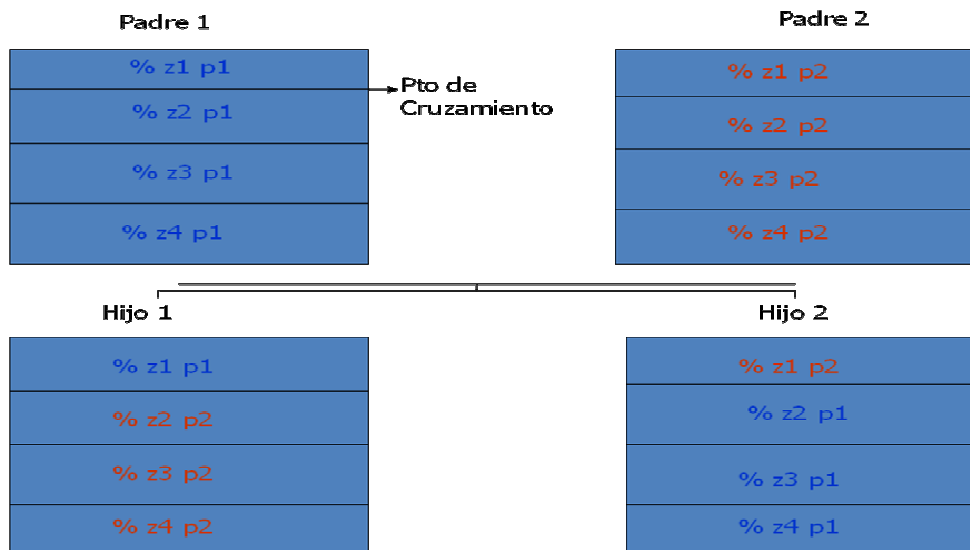 Padre 1
Padre 2
% z1 p1
% z2 p1
% z3 p1
% z4 p1
Pto de
Cruzamiento
% z1 p2
% z2 p2
% z3 p2
% z4 p2
Hijo 1
Hijo 2
% z1 p1
% z2 p2
% z3 p2
% z4 p2
% z1 p2
% z2 p1
% z3 p1
% z4 p1